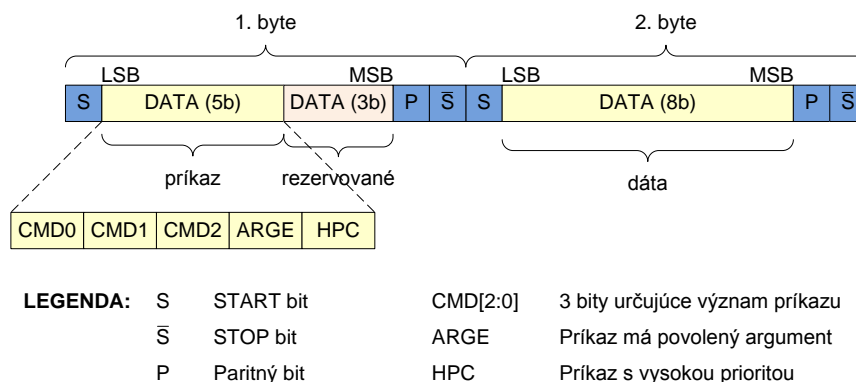 1. byte 2. byte
LSB MSB LSB MSB
S DATA (5b) DATA (3b) P S̅ S DATA (8b) P S̅
príkaz rezervované dáta
CMD0 CMD1 CMD2 ARGE HPC
LEGENDA: S START bit CMD[2:0] 3 bity určujúce význam príkazu
S̅ STOP bit ARGE Príkaz má povolený argument
P Paritný bit HPC Príkaz s vysokou prioritou